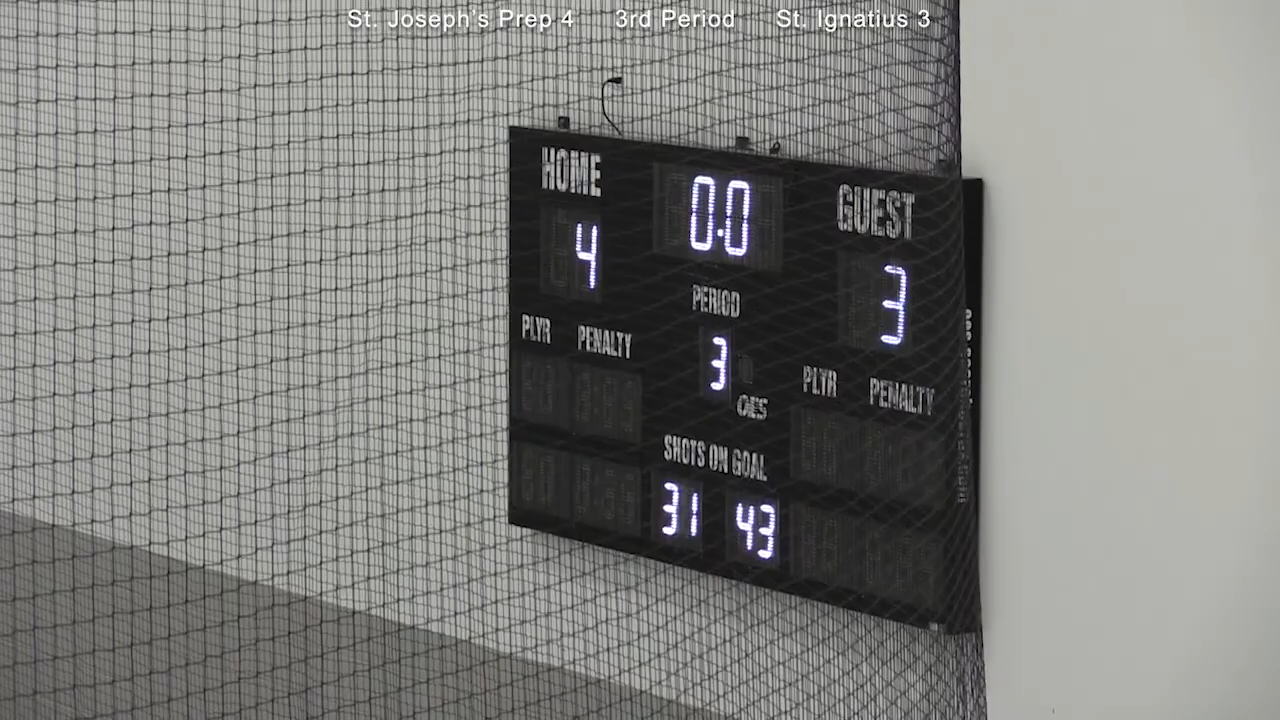 St. Joseph's Prep 4 3rd Period St. Ignatius 3
HOME 0.0 GUEST
4 3
PERIOD
3
PLYR PENALTY PLYR PENALTY
SHOTS ON GOAL
31 43